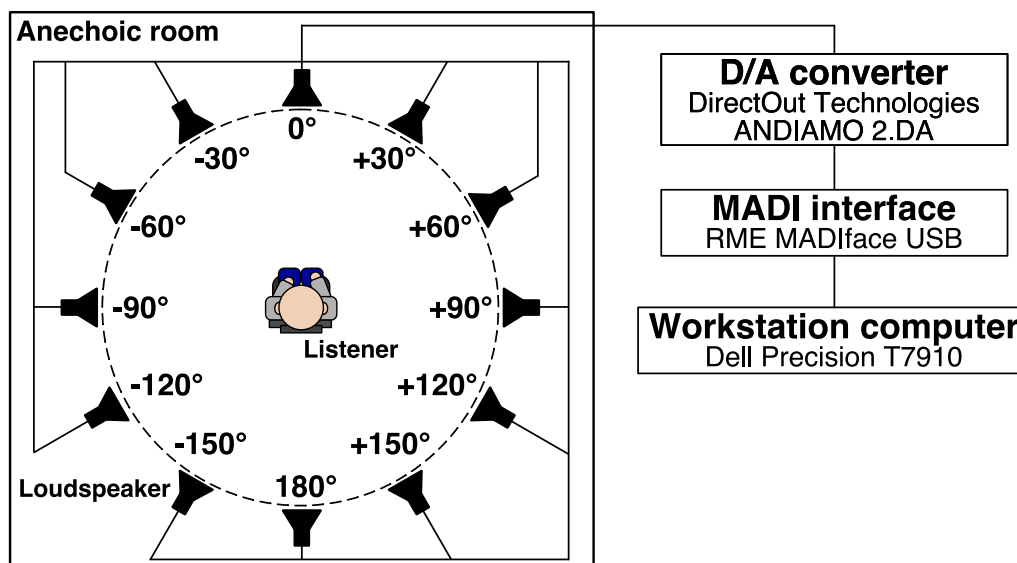 Anechoic room
0°
-30°
+30°
-60°
+60°
-90°
+90°
Listener
-120°
+120°
-150°
+150°
Loudspeaker
180°
D/A converter
DirectOut Technologies
ANDIAMO 2.DA
MADI interface
RME MADIface USB
Workstation computer
Dell Precision T7910